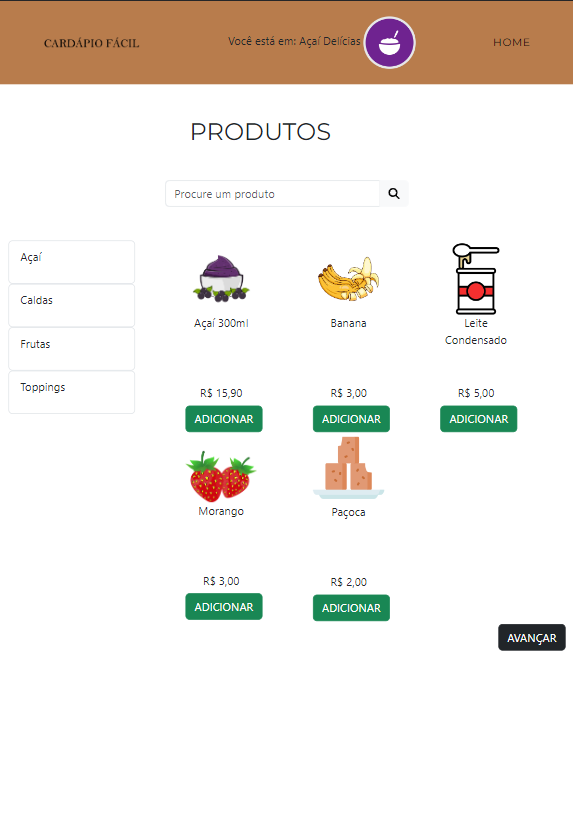 CARDÁPIO FÁCIL
Você está em: Açaí Delícias
HOME
PRODUTOS
Procure um produto
Açaí
Caldas
Frutas
Toppings
Açaí 300ml
R$ 15,90
ADICIONAR
Banana
R$ 3,00
ADICIONAR
Leite
Condensado
R$ 5,00
ADICIONAR
Morango
R$ 3,00
ADICIONAR
Paçoca
R$ 2,00
ADICIONAR
AVANÇAR